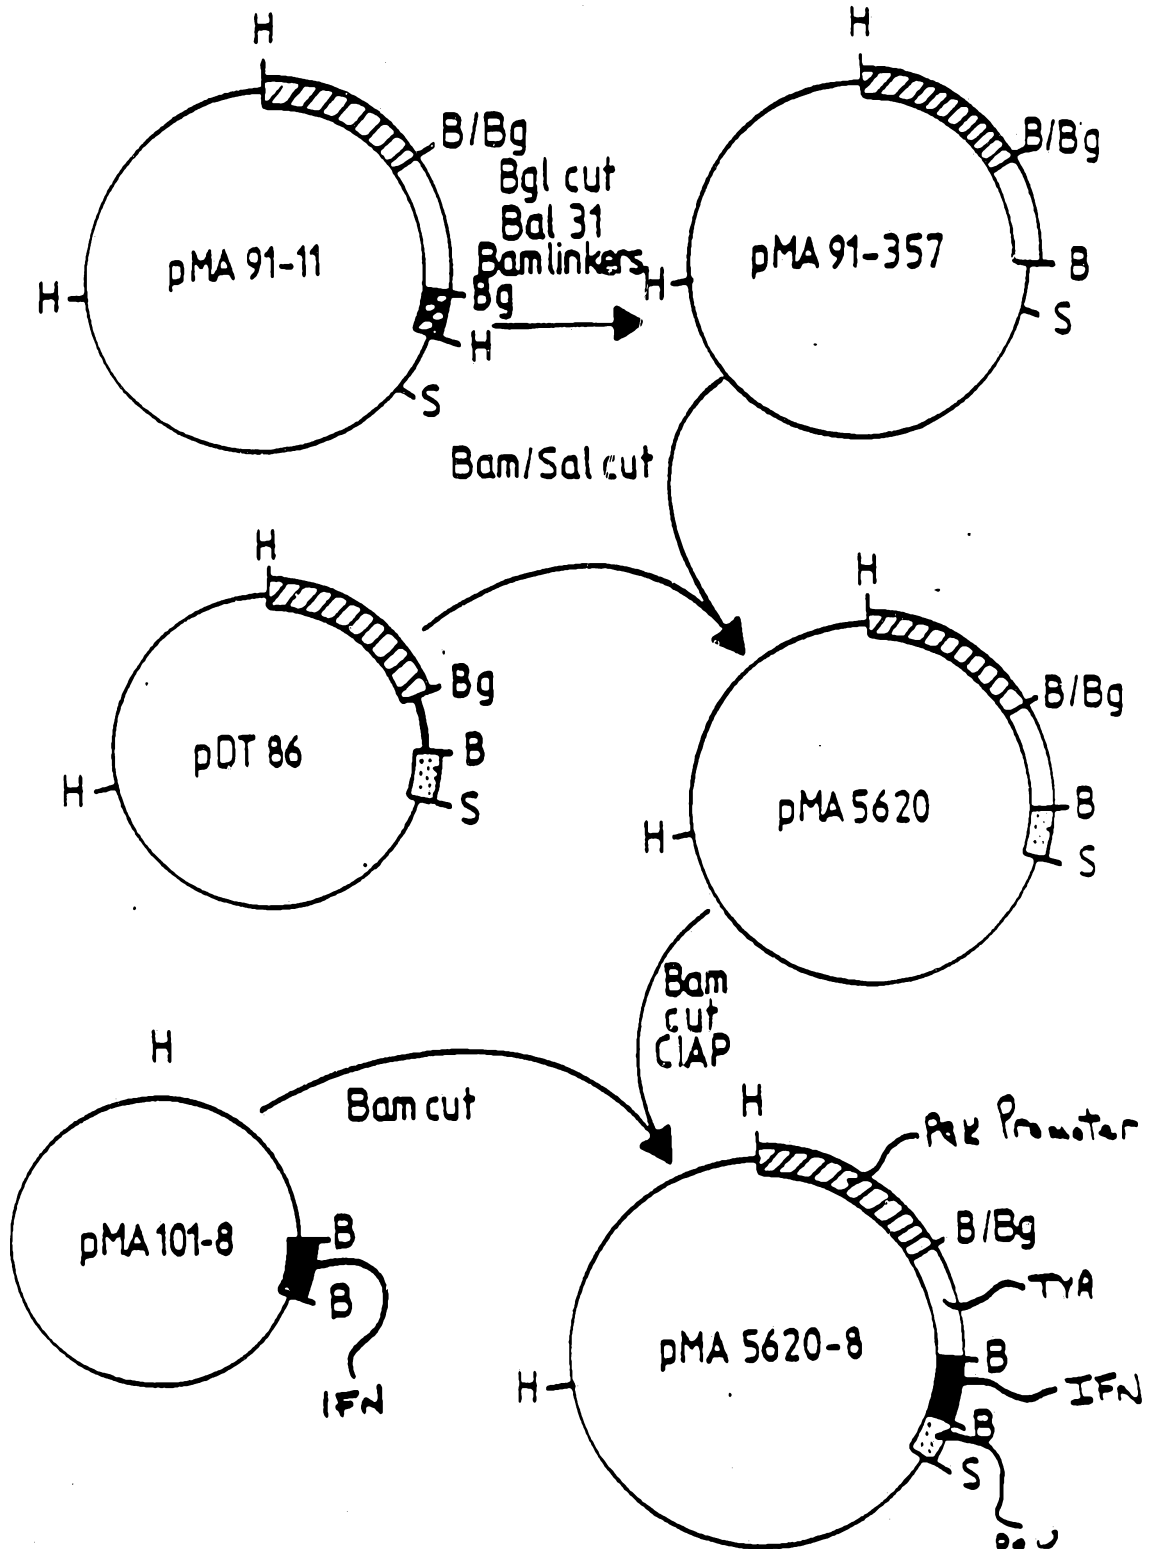 H
H
B/Bg
B/Bg
Bgl cut
Bal 31
Bam linkers
pMA 91-11
pMA 91-357
H
H
Bg
B
H
S
S
Bam/Sal cut
H
H
Bg
B/Bg
pDT 86
B
H
S
pMA 5620
B
H
S
Bam
cut
CIAP
H
Bam cut
H
PGK Promoter
B/Bg
pMA 101-8
B
B
TYA
IFN
pMA 5620-8
B
H
IFN
B
S